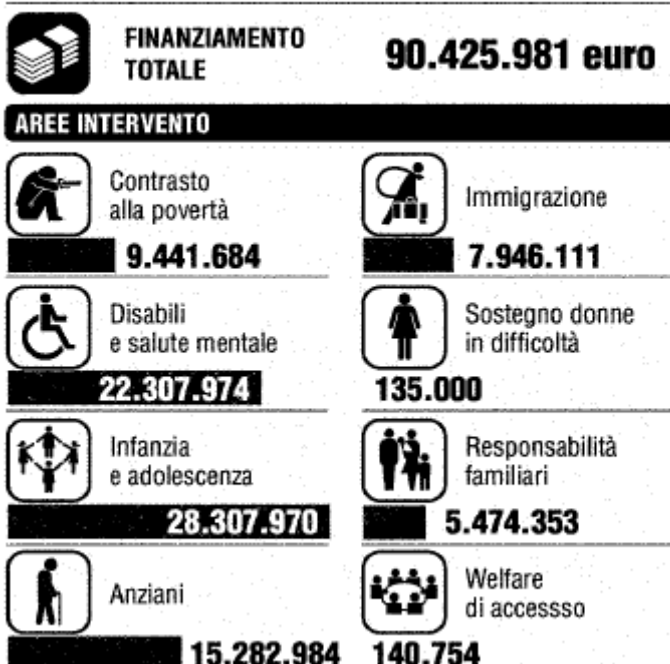 FINANZIAMENTO
TOTALE
90.425.981 euro
AREE INTERVENTO
Contrasto
alla povertà
9.441.684
Immigrazione
7.946.111
Disabili
e salute mentale
22.307.974
Sostegno donne
in difficoltà
135.000
Infanzia
e adolescenza
28.307.970
Responsabilità
familiari
5.474.353
Anziani
15.282.984
Welfare
di accessso
140.754